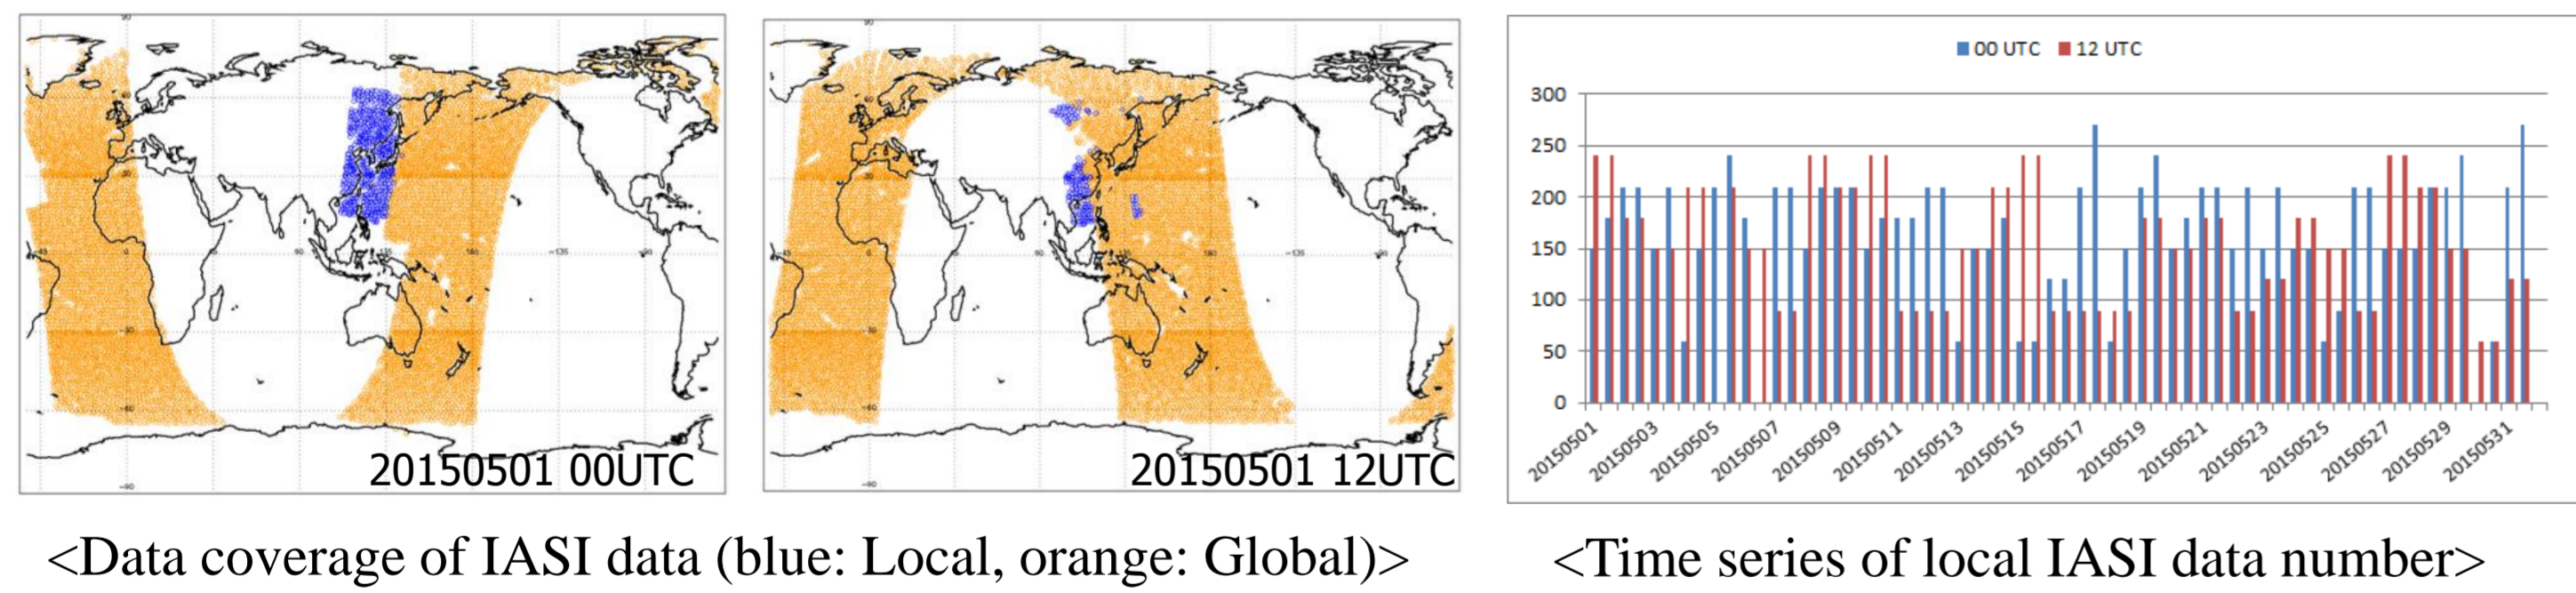 20150501 00UTC
20150501 12UTC
00 UTC 12 UTC
300
250
200
150
100
50
0
20150501 20150503 20150505 20150507 20150509 20150511 20150513 20150515 20150517 20150519 20150521 20150523 20150525 20150527 20150529 20150531
<Data coverage of IASI data (blue: Local, orange: Global)>
<Time series of local IASI data number>